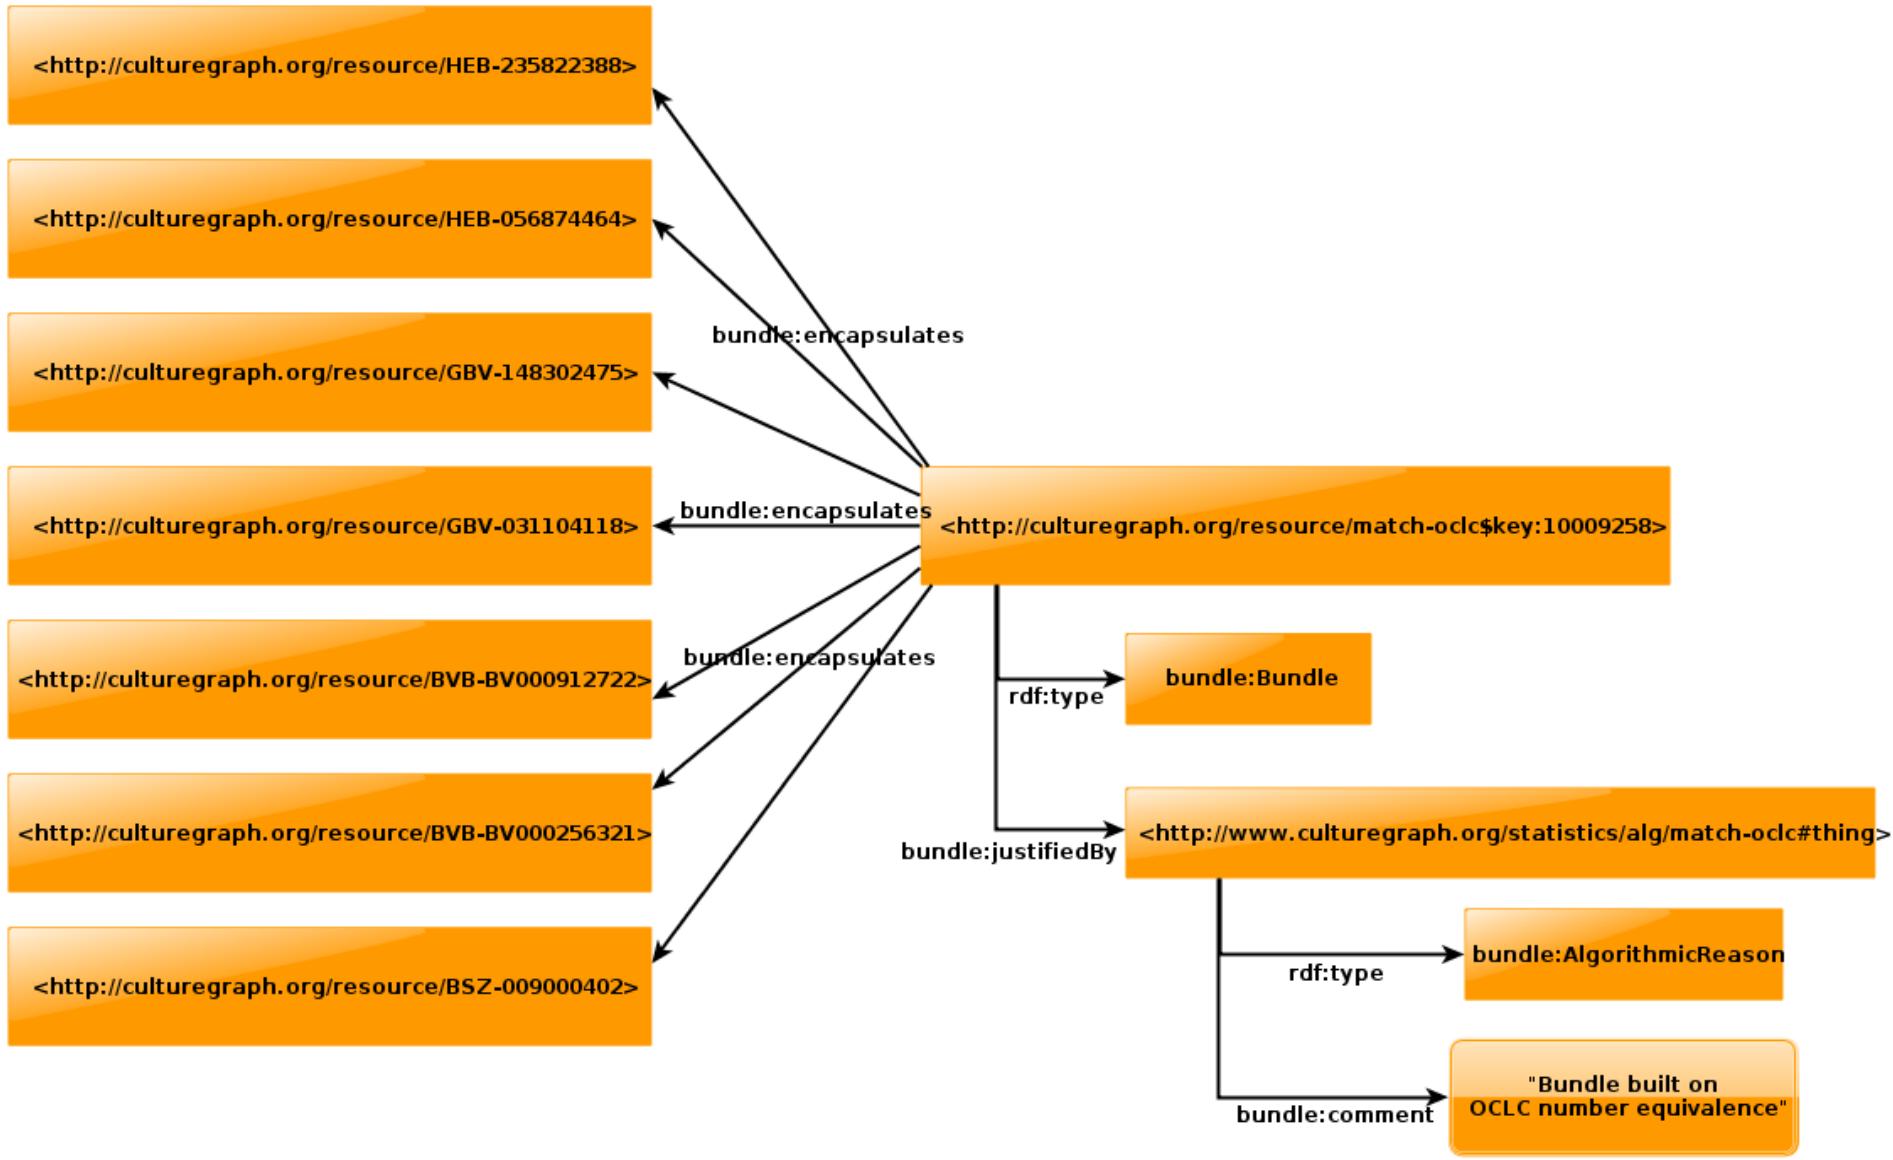 <http://culturegraph.org/resource/HEB-235822388>
<http://culturegraph.org/resource/HEB-056874464>
bundle:encapsulates
<http://culturegraph.org/resource/GBV-148302475>
bundle:encapsulates
<http://culturegraph.org/resource/GBV-031104118>
<http://culturegraph.org/resource/match-oclc$key:10009258>
bundle:encapsulates
<http://culturegraph.org/resource/BVB-BV000912722>
bundle:Bundle
rdf:type
<http://culturegraph.org/resource/BVB-BV000256321>
<http://www.culturegraph.org/statistics/alg/match-oclc#thing>
bundle:justifiedBy
<http://culturegraph.org/resource/BSZ-009000402>
bundle:AlgorithmicReason
rdf:type
"Bundle built on
OCLC number equivalence"
bundle:comment